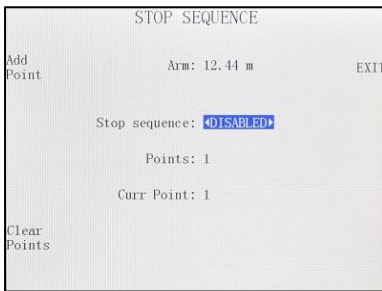 STOP SEQUENCE
Add
Point
Arm: 12.44 m
EXIT
Stop sequence: ◂DISABLED▸
Points: 1
Curr Point: 1
Clear
Points